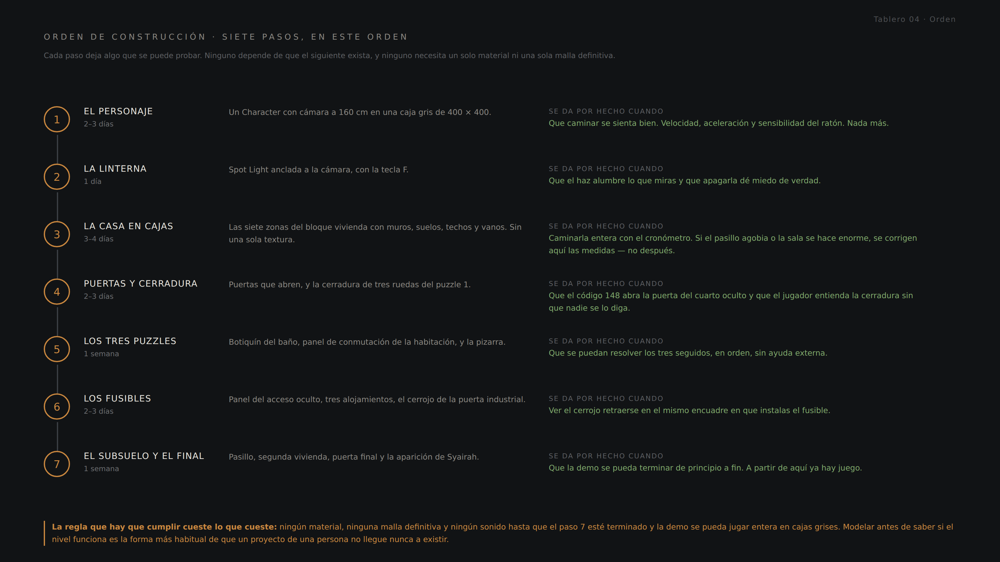 Tablero 04 · Orden
ORDEN DE CONSTRUCCIÓN · SIETE PASOS, EN ESTE ORDEN
Cada paso deja algo que se puede probar. Ninguno depende de que el siguiente exista, y ninguno necesita un solo material ni una sola malla definitiva.
1
EL PERSONAJE
2–3 días
Un Character con cámara a 160 cm en una caja gris de 400 × 400.
SE DA POR HECHO CUANDO
Que caminar se sienta bien. Velocidad, aceleración y sensibilidad del ratón. Nada más.
2
LA LINTERNA
1 día
Spot Light anclada a la cámara, con la tecla F.
SE DA POR HECHO CUANDO
Que el haz alumbre lo que miras y que apagarla dé miedo de verdad.
3
LA CASA EN CAJAS
3–4 días
Las siete zonas del bloque vivienda con muros, suelos, techos y vanos. Sin
una sola textura.
SE DA POR HECHO CUANDO
Caminarla entera con el cronómetro. Si el pasillo agobia o la sala se hace enorme, se corrigen
aquí las medidas — no después.
4
PUERTAS Y CERRADURA
2–3 días
Puertas que abren, y la cerradura de tres ruedas del puzzle 1.
SE DA POR HECHO CUANDO
Que el código 148 abra la puerta del cuarto oculto y que el jugador entienda la cerradura sin
que nadie se lo diga.
5
LOS TRES PUZZLES
1 semana
Botiquín del baño, panel de conmutación de la habitación, y la pizarra.
SE DA POR HECHO CUANDO
Que se puedan resolver los tres seguidos, en orden, sin ayuda externa.
6
LOS FUSIBLES
2–3 días
Panel del acceso oculto, tres alojamientos, el cerrojo de la puerta industrial.
SE DA POR HECHO CUANDO
Ver el cerrojo retraerse en el mismo encuadre en que instalas el fusible.
7
EL SUBSUELO Y EL FINAL
1 semana
Pasillo, segunda vivienda, puerta final y la aparición de Syairah.
SE DA POR HECHO CUANDO
Que la demo se pueda terminar de principio a fin. A partir de aquí ya hay juego.
La regla que hay que cumplir cueste lo que cueste: ningún material, ninguna malla definitiva y ningún sonido hasta que el paso 7 esté terminado y la demo se pueda jugar entera en cajas grises. Modelar antes de saber si el
nivel funciona es la forma más habitual de que un proyecto de una persona no llegue nunca a existir.